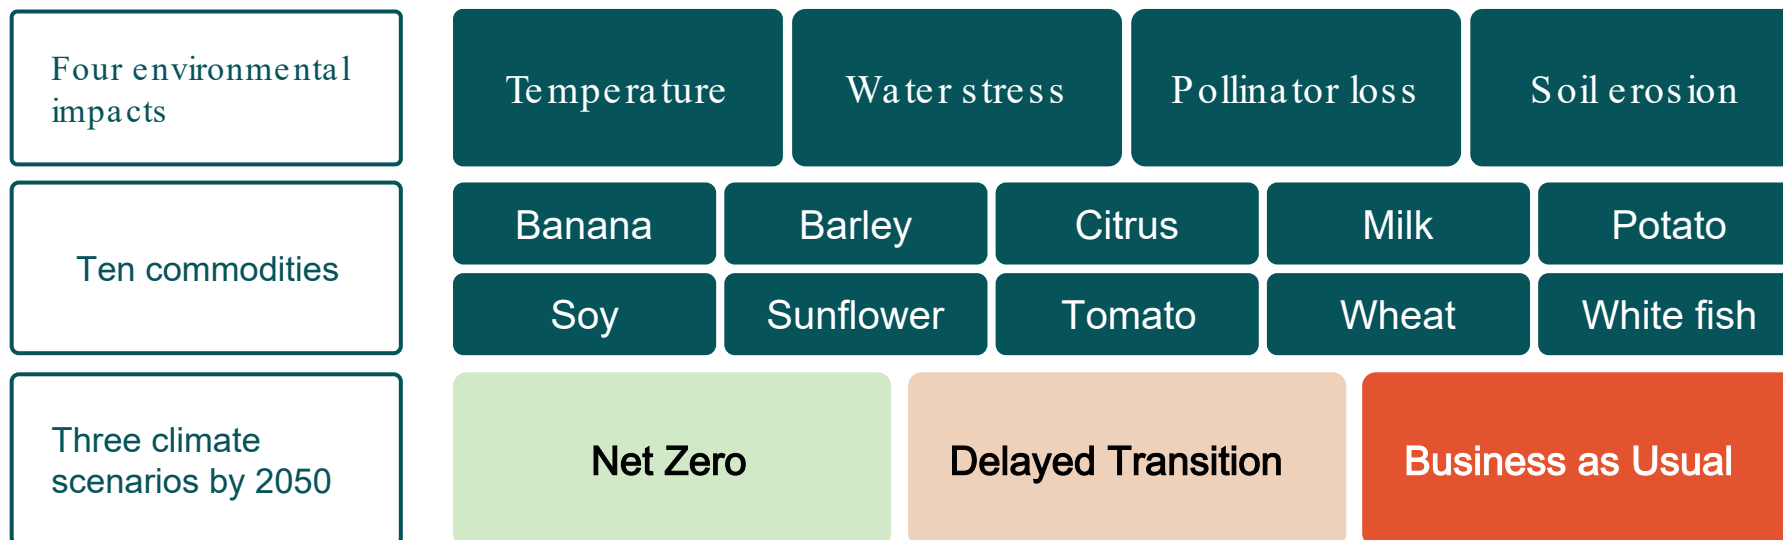 Four environmental
impacts
Temperature
Water stress
Pollinator loss
Soil erosion
Ten commodities
Banana
Barley
Citrus
Milk
Potato
Soy
Sunflower
Tomato
Wheat
White fish
Three climate
scenarios by 2050
Net Zero
Delayed Transition
Business as Usual